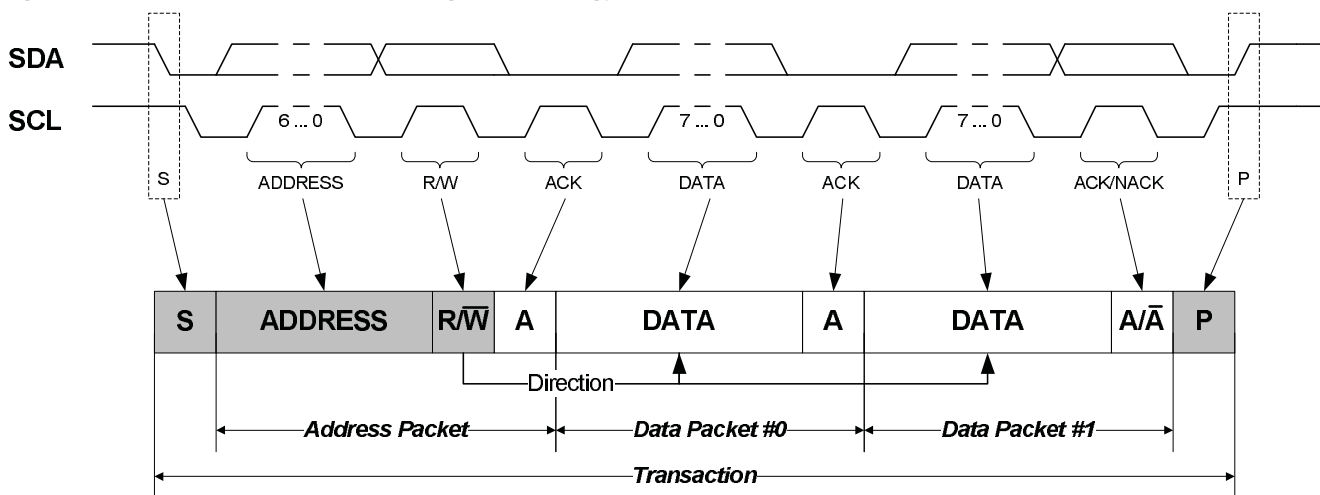 SDA
SCL
6 ... 0
7 ... 0
7 ... 0
S
ADDRESS
R/W
ACK
DATA
ACK
DATA
ACK/NACK
P
S
ADDRESS
R/W̅
A
DATA
A
DATA
A/A̅
P
Direction
Address Packet
Data Packet #0
Data Packet #1
Transaction